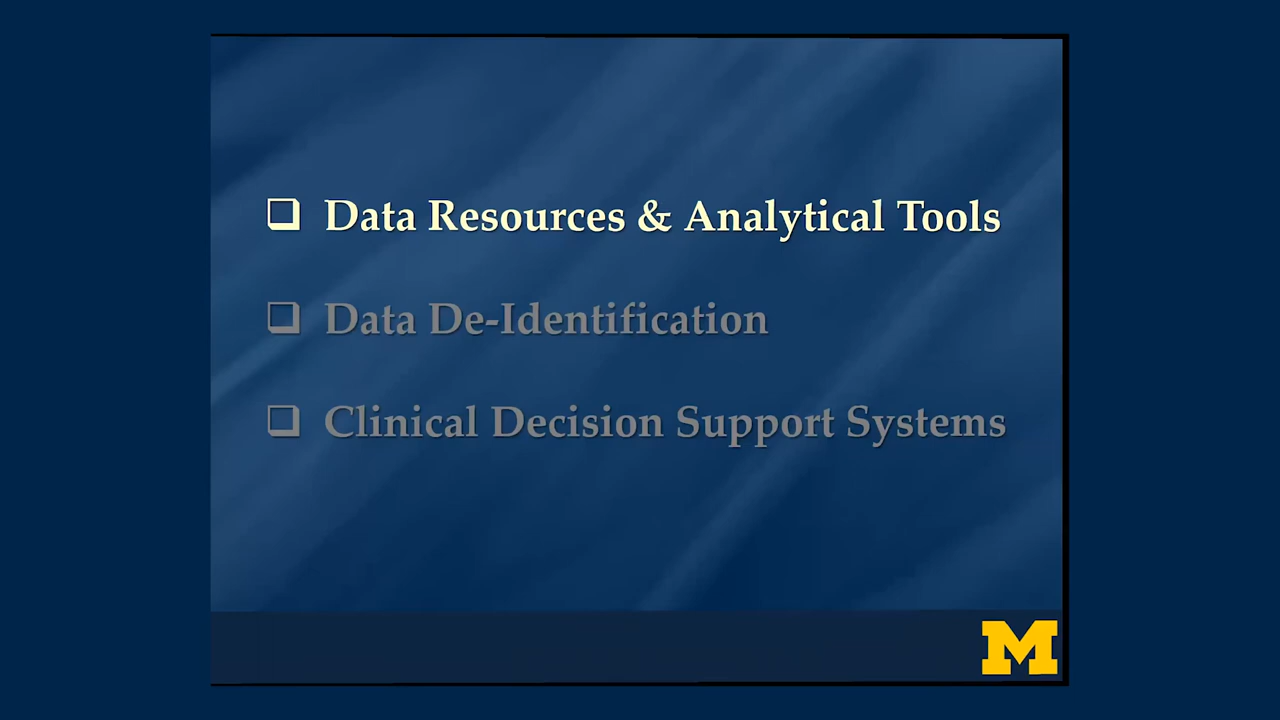 Data Resources & Analytical Tools
Data De-Identification
Clinical Decision Support Systems
M